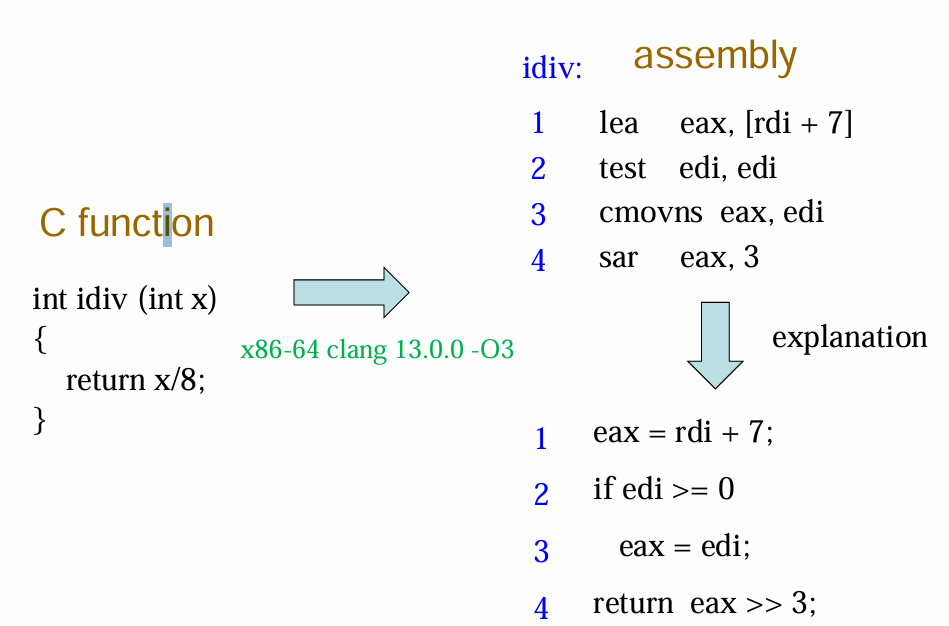 C function
int idiv (int x)
{
return x/8;
}
x86-64 clang 13.0.0 -O3
assembly
idiv:
1 lea eax, [rdi + 7]
2 test edi, edi
3 cmovns eax, edi
4 sar eax, 3
explanation
1 eax = rdi + 7;
2 if edi >= 0
3 eax = edi;
4 return eax >> 3;